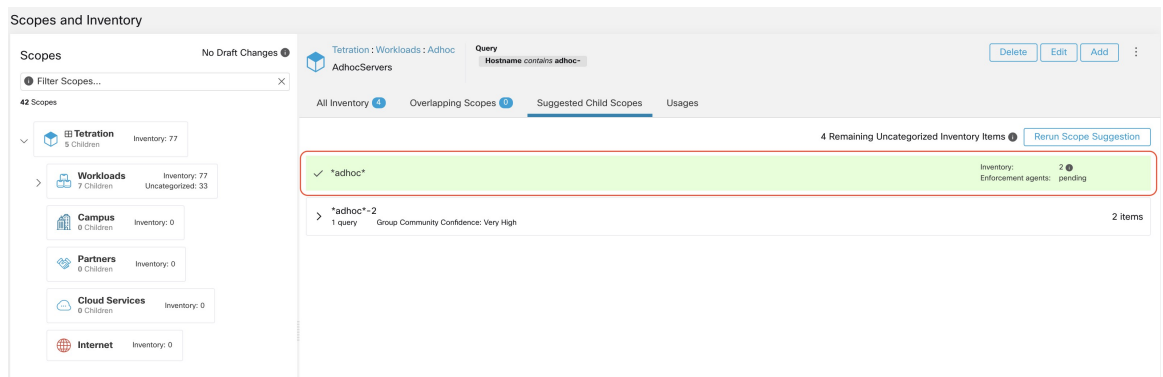 Scopes and Inventory
Scopes
No Draft Changes
Filter Scopes...
42 Scopes
Tetration
5 Children
Inventory: 77
Workloads
7 Children
Inventory: 77
Uncategorized: 33
Campus
0 Children
Inventory: 0
Partners
0 Children
Inventory: 0
Cloud Services
0 Children
Inventory: 0
Internet
Inventory: 0
Tetration : Workloads : Adhoc
AdhocServers
Query
Hostname contains adhoc-
Delete
Edit
Add
All Inventory 4
Overlapping Scopes 0
Suggested Child Scopes
Usages
4 Remaining Uncategorized Inventory Items
Rerun Scope Suggestion
*adhoc*
Inventory: 2
Enforcement agents: pending
*adhoc*-2
1 query Group Community Confidence: Very High
2 items